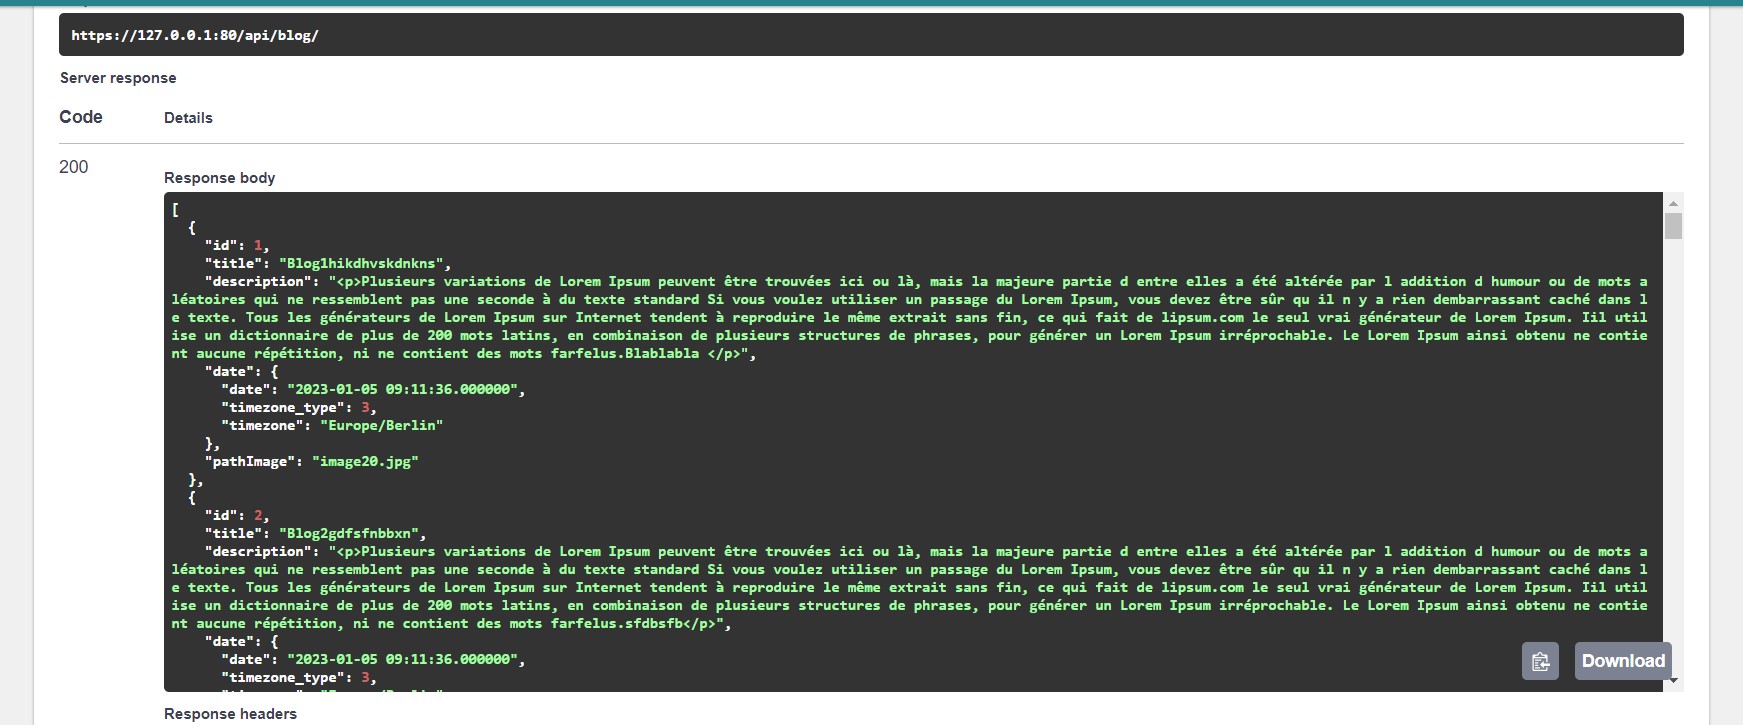 https://127.0.0.1:80/api/blog/
Server response
Code Details
200
Response body
[
{
"id": 1,
"title": "Blog1hikdhvskdnkns",
"description": "<p>Plusieurs variations de Lorem Ipsum peuvent être trouvées ici ou là, mais la majeure partie d entre elles a été altérée par l addition d humour ou de mots a
léatoires qui ne ressemblent pas une seconde à du texte standard Si vous voulez utiliser un passage du Lorem Ipsum, vous devez être sûr qu il n y a rien dembarrassant caché dans l
e texte. Tous les générateurs de Lorem Ipsum sur Internet tendent à reproduire le même extrait sans fin, ce qui fait de lipsum.com le seul vrai générateur de Lorem Ipsum. Iil util
ise un dictionnaire de plus de 200 mots latins, en combinaison de plusieurs structures de phrases, pour générer un Lorem Ipsum irréprochable. Le Lorem Ipsum ainsi obtenu ne contie
nt aucune répétition, ni ne contient des mots farfelus.Blablabla </p>",
"date": {
"date": "2023-01-05 09:11:36.000000",
"timezone_type": 3,
"timezone": "Europe/Berlin"
},
"pathImage": "image20.jpg"
},
{
"id": 2,
"title": "Blog2gdfsfnbbxn",
"description": "<p>Plusieurs variations de Lorem Ipsum peuvent être trouvées ici ou là, mais la majeure partie d entre elles a été altérée par l addition d humour ou de mots a
léatoires qui ne ressemblent pas une seconde à du texte standard Si vous voulez utiliser un passage du Lorem Ipsum, vous devez être sûr qu il n y a rien dembarrassant caché dans l
e texte. Tous les générateurs de Lorem Ipsum sur Internet tendent à reproduire le même extrait sans fin, ce qui fait de lipsum.com le seul vrai générateur de Lorem Ipsum. Iil util
ise un dictionnaire de plus de 200 mots latins, en combinaison de plusieurs structures de phrases, pour générer un Lorem Ipsum irréprochable. Le Lorem Ipsum ainsi obtenu ne contie
nt aucune répétition, ni ne contient des mots farfelus.sfdbsfb</p>",
"date": {
"date": "2023-01-05 09:11:36.000000",
"timezone_type": 3,
Download
Response headers